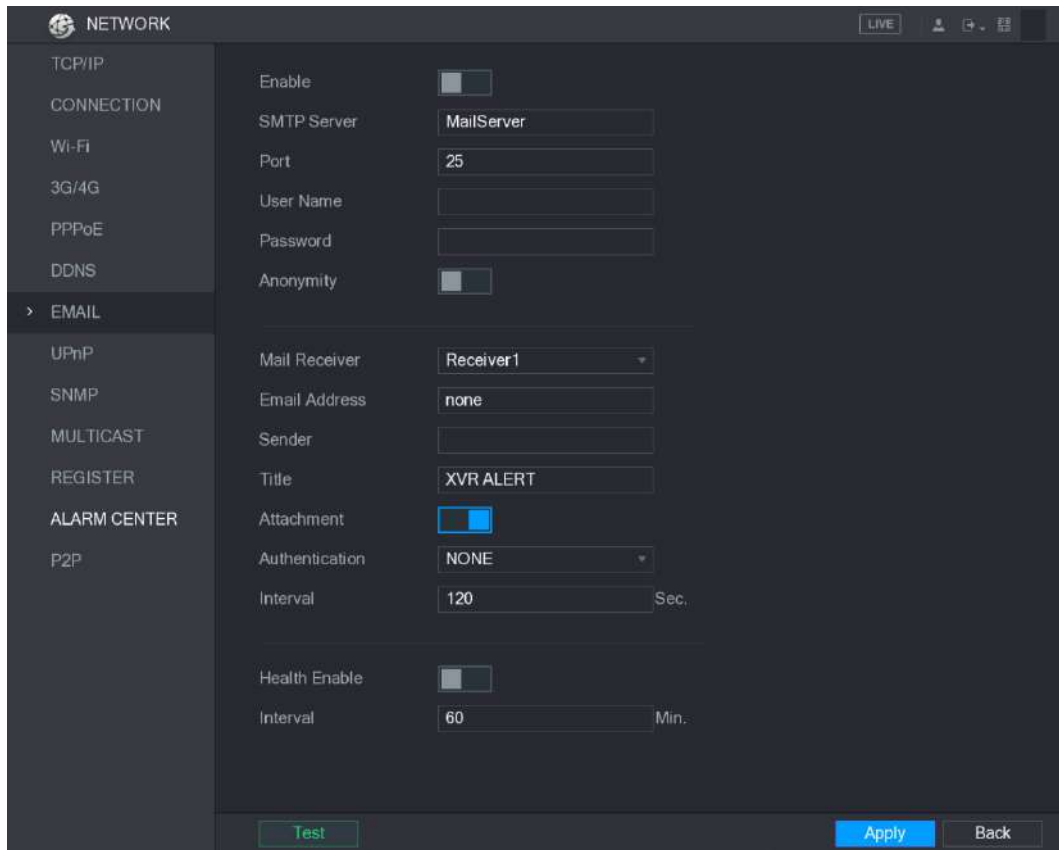 NETWORK LIVE
TCP/IP
CONNECTION
Wi-Fi
3G/4G
PPPoE
DDNS
> EMAIL
UPnP
SNMP
MULTICAST
REGISTER
ALARM CENTER
P2P
Enable
SMTP Server MailServer
Port 25
User Name
Password
Anonymity
Mail Receiver Receiver1
Email Address none
Sender
Title XVR ALERT
Attachment
Authentication NONE
Interval 120 Sec.
Health Enable
Interval 60 Min.
Test Apply Back